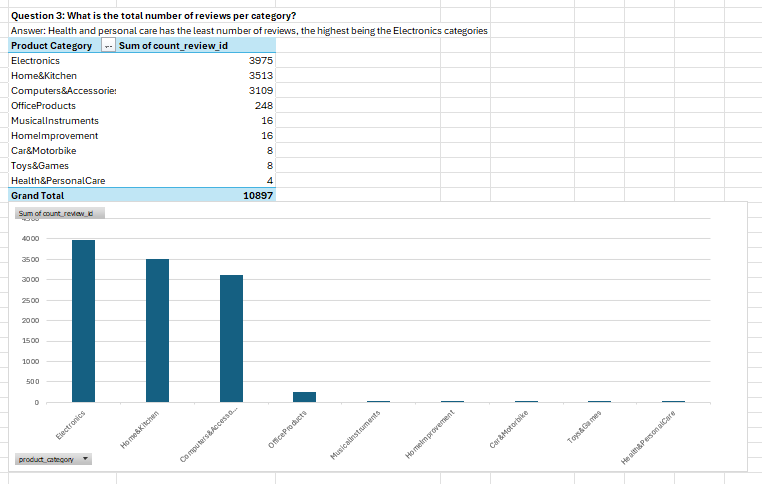 Question 3: What is the total number of reviews per category?
Answer: Health and personal care has the least number of reviews, the highest being the Electronics categories
Product Category Sum of count_review_id
Electronics 3975
Home&Kitchen 3513
Computers&Accessories 3109
OfficeProducts 248
MusicalInstruments 16
HomeImprovement 16
Car&Motorbike 8
Toys&Games 8
Health&PersonalCare 4
Grand Total 10897
Sum of count_review_id
4500
4000
3500
3000
2500
2000
1500
1000
500
0
Electronics
Home&Kitchen
Computers&Accesso...
OfficeProducts
MusicalInstruments
HomeImprovement
Car&Motorbike
Toys&Games
Health&PersonalCare
product_category